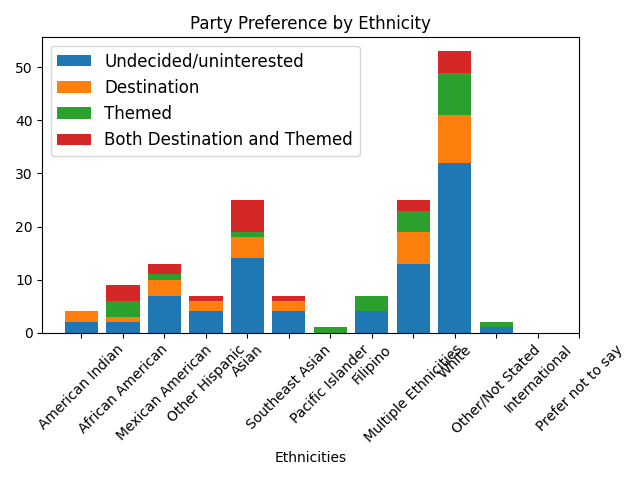 Party Preference by Ethnicity
Undecided/uninterested
Destination
Themed
Both Destination and Themed
50
40
30
20
10
0
American Indian
African American
Mexican American
Other Hispanic
Asian
Southeast Asian
Pacific Islander
Filipino
Multiple Ethnicities
White
Other/Not Stated
International
Prefer not to say
Ethnicities